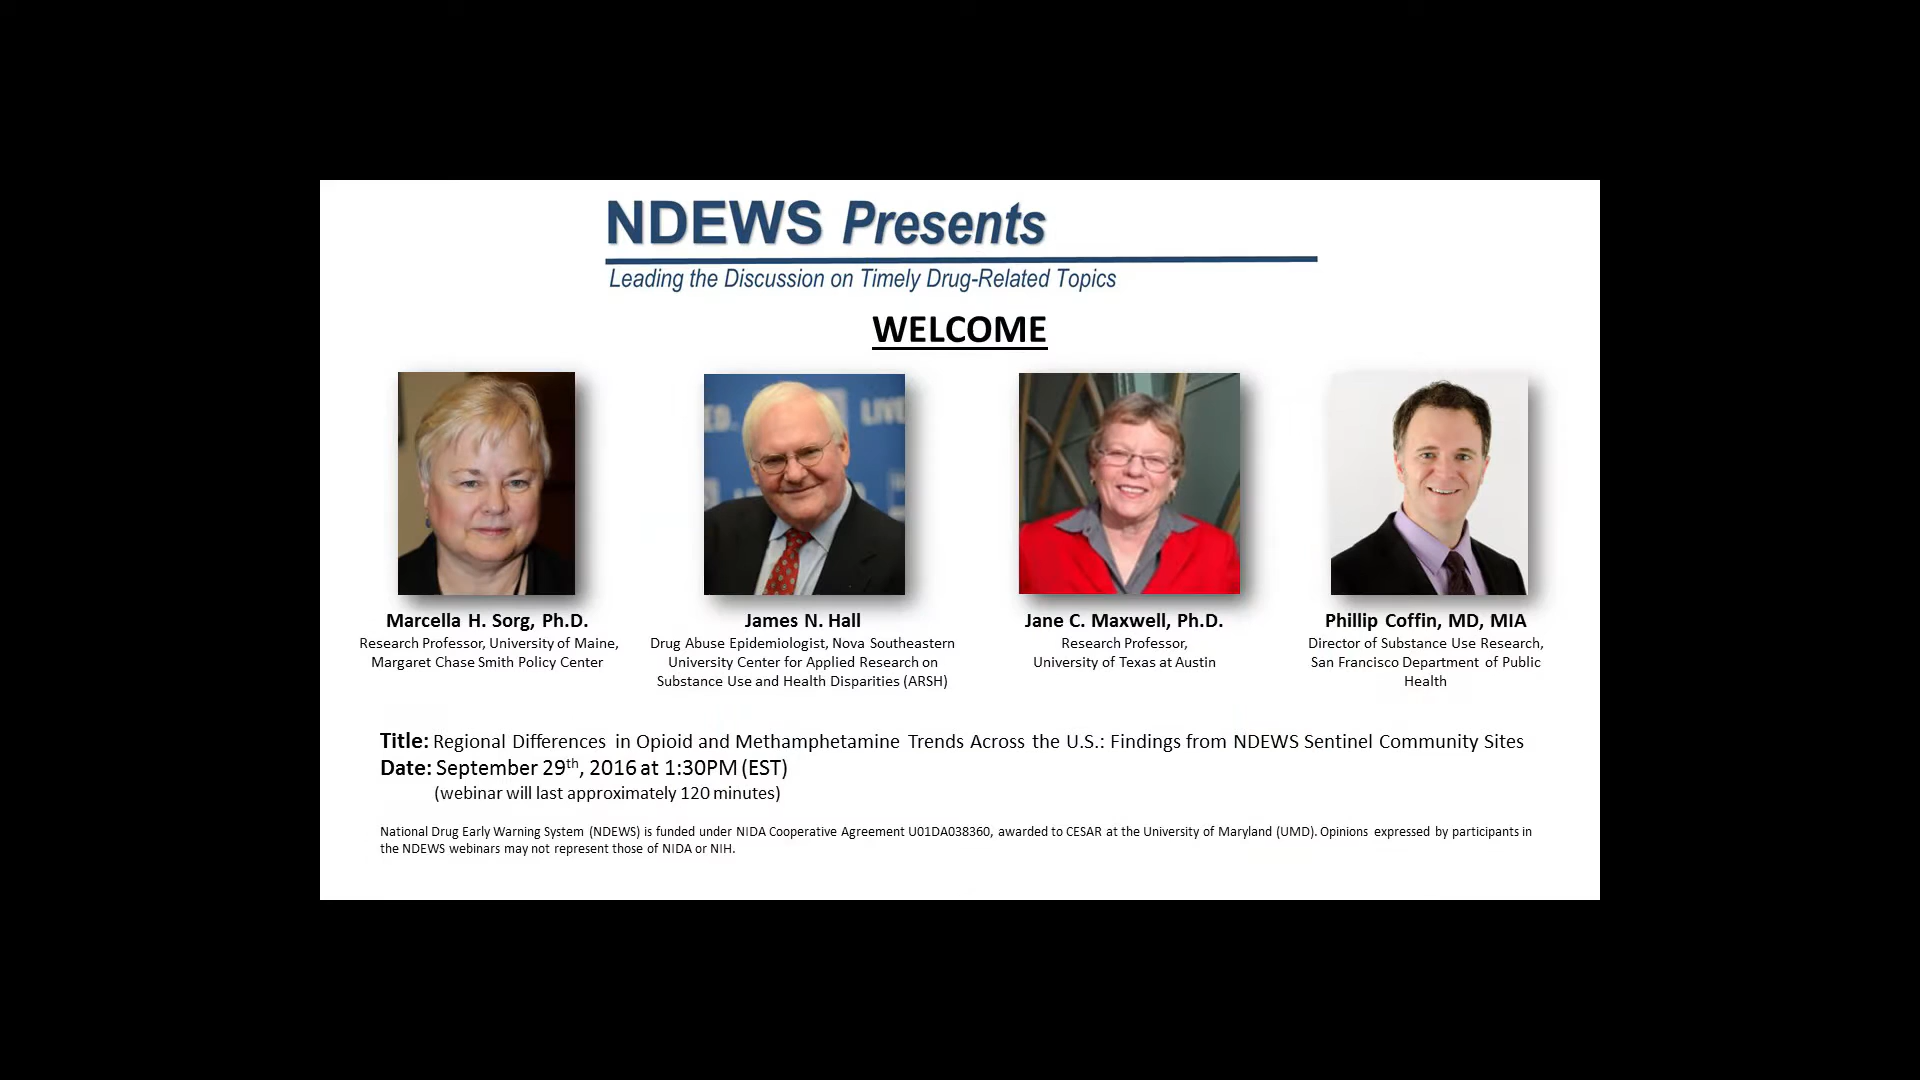 NDEWS Presents
Leading the Discussion on Timely Drug-Related Topics
WELCOME
Marcella H. Sorg, Ph.D.
Research Professor, University of Maine,
Margaret Chase Smith Policy Center
James N. Hall
Drug Abuse Epidemiologist, Nova Southeastern
University Center for Applied Research on
Substance Use and Health Disparities (ARSH)
Jane C. Maxwell, Ph.D.
Research Professor,
University of Texas at Austin
Phillip Coffin, MD, MIA
Director of Substance Use Research,
San Francisco Department of Public
Health
Title: Regional Differences in Opioid and Methamphetamine Trends Across the U.S.: Findings from NDEWS Sentinel Community Sites
Date: September 29th, 2016 at 1:30PM (EST)
(webinar will last approximately 120 minutes)
National Drug Early Warning System (NDEWS) is funded under NIDA Cooperative Agreement U01DA038360, awarded to CESAR at the University of Maryland (UMD). Opinions expressed by participants in
the NDEWS webinars may not represent those of NIDA or NIH.